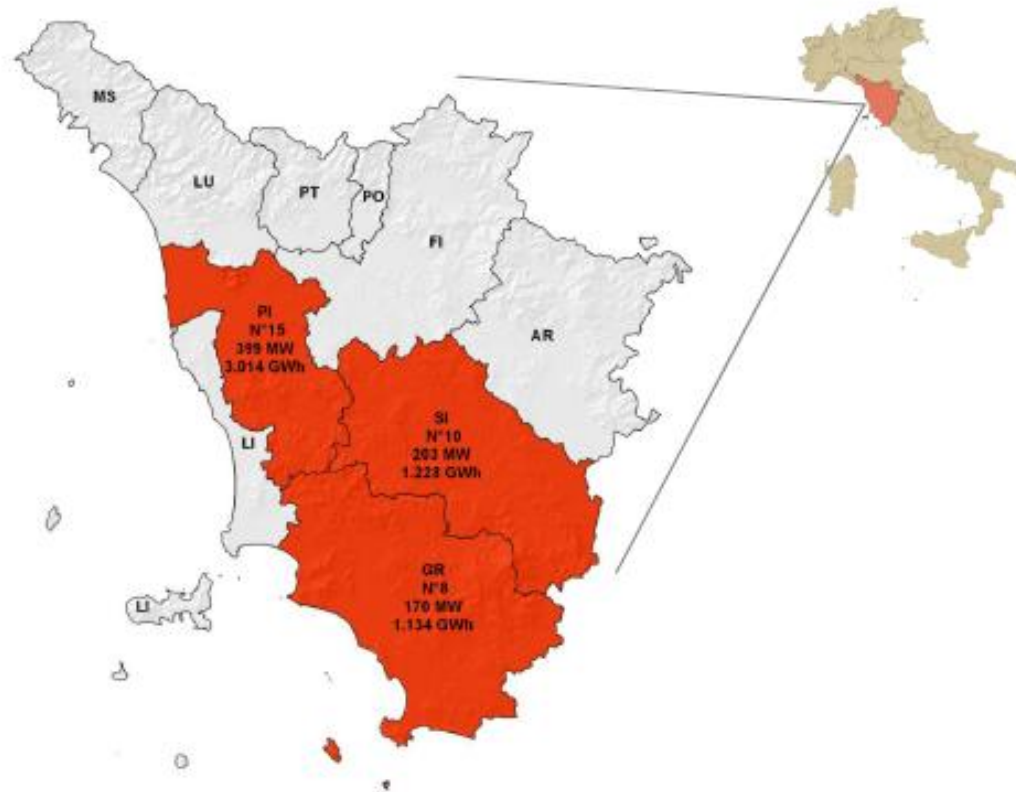 MS
LU
PT
PO
FI
AR
PI
N°15
399 MW
3.014 GWh
SI
N°10
203 MW
1.228 GWh
LI
GR
N°8
170 MW
1.134 GWh
LI